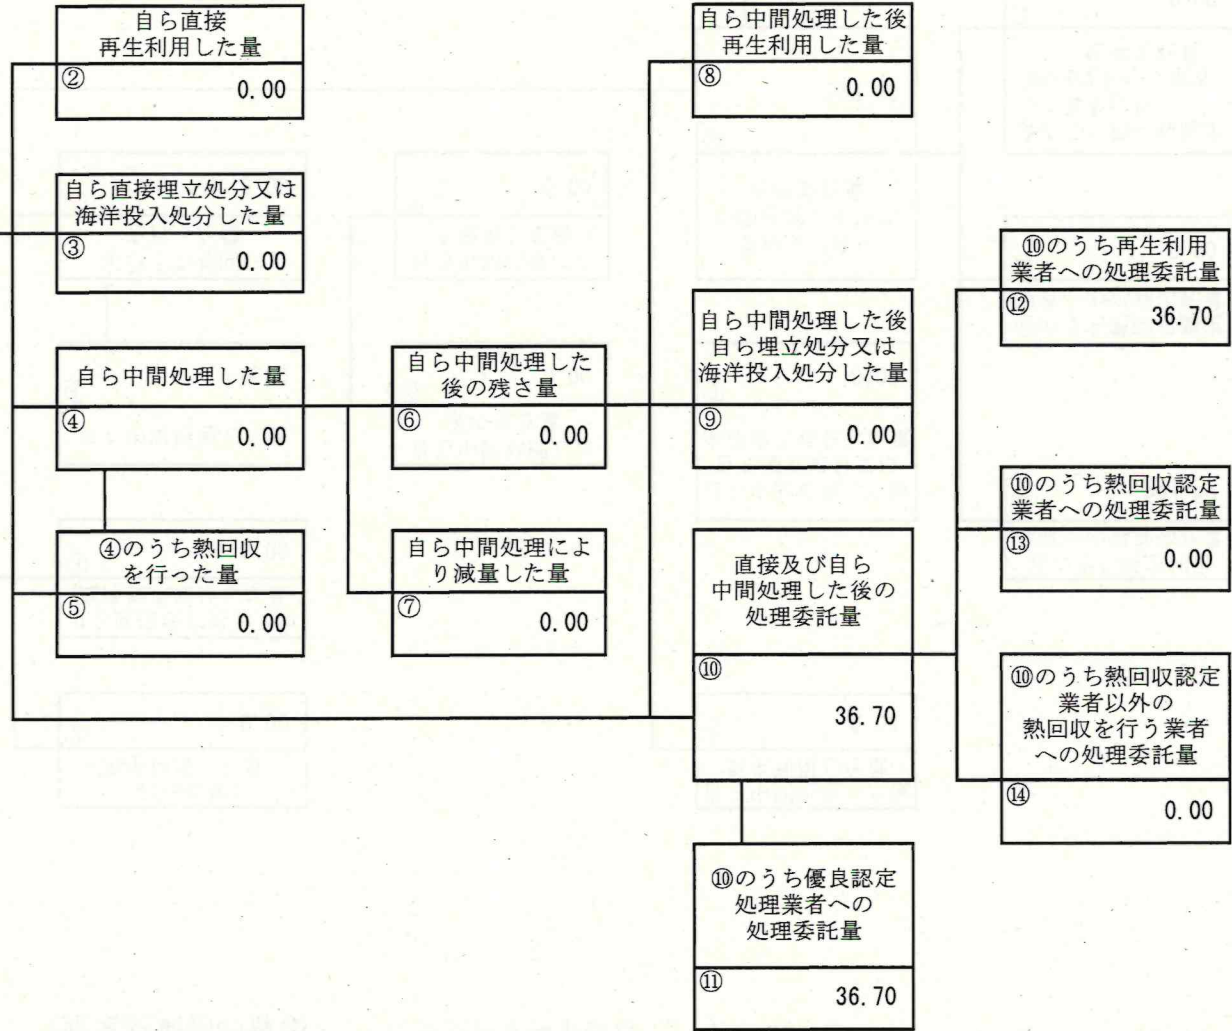 自ら直接
再生利用した量
②
0.00
自ら直接埋立処分又は
海洋投入処分した量
③
0.00
自ら中間処理した量
④
0.00
④のうち熱回収
を行った量
⑤
0.00
自ら中間処理した
後の残さ量
⑥
0.00
自ら中間処理によ
り減量した量
⑦
0.00
自ら中間処理した後
再生利用した量
⑧
0.00
自ら中間処理した後
自ら埋立処分又は
海洋投入処分した量
⑨
0.00
直接及び自ら
中間処理した後の
処理委託量
⑩
36.70
⑩のうち優良認定
処理業者への
処理委託量
⑪
36.70
⑩のうち再生利用
業者への処理委託量
⑫
36.70
⑩のうち熱回収認定
業者への処理委託量
⑬
0.00
⑩のうち熱回収認定
業者以外の
熱回収を行う業者
への処理委託量
⑭
0.00